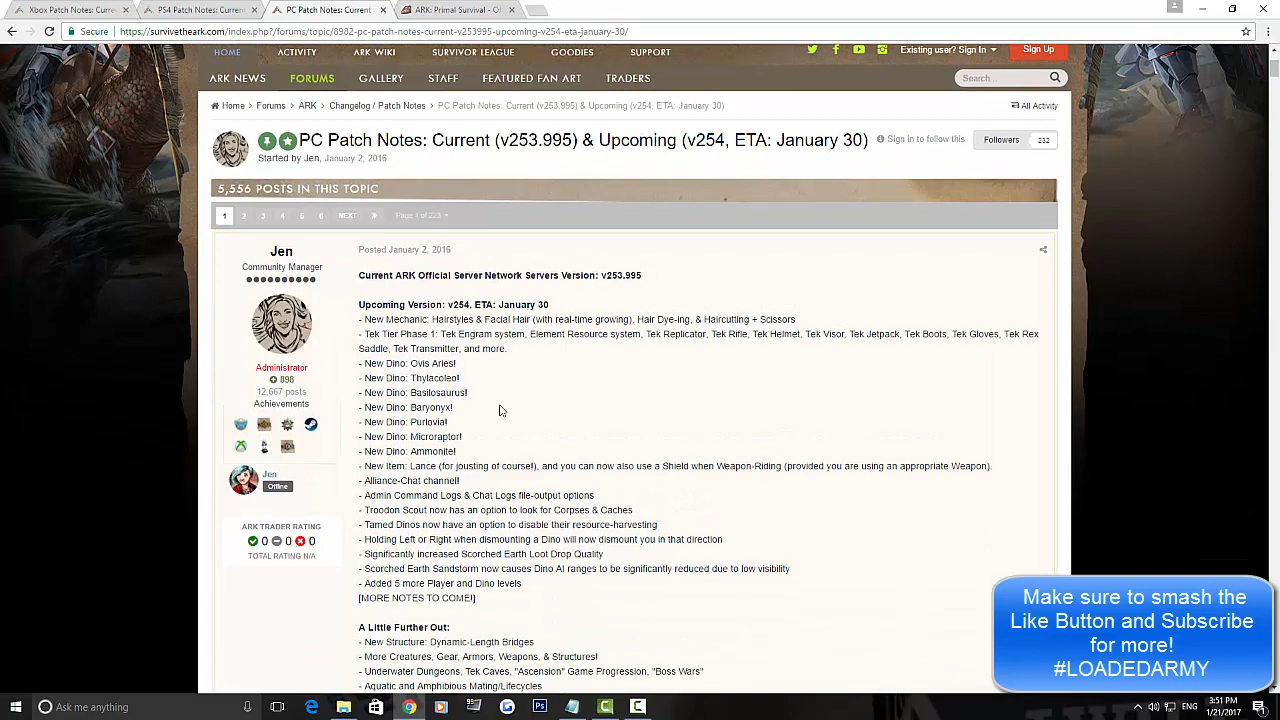 Xbox Patch Notes: Curren
PS4 Patch Notes: Current
PC Patch Notes: Current
ARK: Primal Survival - Of
Secure https://survivetheark.com/index.php?/forums/topic/8982-pc-patch-notes-current-v253995-upcoming-v254-eta-january-30/
HOME ACTIVITY ARK WIKI SURVIVOR LEAGUE GOODIES SUPPORT Existing user? Sign In Sign Up
ARK NEWS FORUMS GALLERY STAFF FEATURED FAN ART TRADERS Search...
Home > Forums > ARK > Changelog / Patch Notes > PC Patch Notes: Current (v253.995) & Upcoming (v254, ETA: January 30) All Activity
PC Patch Notes: Current (v253.995) & Upcoming (v254, ETA: January 30) Sign in to follow this Followers 232
Started by Jen, January 2, 2016
5,556 POSTS IN THIS TOPIC
1 2 3 4 5 6 NEXT Page 1 of 223
Jen
Community Manager
Administrator
898
12,667 posts
Achievements
Jen
Offline
ARK TRADER RATING
0 0 0
TOTAL RATING N/A
Posted January 2, 2016
Current ARK Official Server Network Servers Version: v253.995
Upcoming Version: v254, ETA: January 30
- New Mechanic: Hairstyles & Facial Hair (with real-time growing), Hair Dye-ing, & Haircutting + Scissors
- Tek Tier Phase 1: Tek Engram system, Element Resource system, Tek Replicator, Tek Rifle, Tek Helmet, Tek Visor, Tek Jetpack, Tek Boots, Tek Gloves, Tek Rex
Saddle, Tek Transmitter, and more.
- New Dino: Ovis Aries!
- New Dino: Thylacoleo!
- New Dino: Basilosaurus!
- New Dino: Baryonyx!
- New Dino: Purlovia!
- New Dino: Microraptor!
- New Dino: Ammonite!
- New Item: Lance (for jousting of course!), and you can now also use a Shield when Weapon-Riding (provided you are using an appropriate Weapon).
- Alliance-Chat channel!
- Admin Command Logs & Chat Logs file-output options
- Troodon Scout now has an option to look for Corpses & Caches
- Tamed Dinos now have an option to disable their resource-harvesting
- Holding Left or Right when dismounting a Dino will now dismount you in that direction
- Significantly increased Scorched Earth Loot Drop Quality
- Scorched Earth Sandstorm now causes Dino AI ranges to be significantly reduced due to low visibility
- Added 5 more Player and Dino levels
[MORE NOTES TO COME!]
A Little Further Out:
- New Structure: Dynamic-Length Bridges
- More Creatures, Gear, Armors, Weapons, & Structures!
- Underwater Dungeons, Tek Caves, "Ascension" Game Progression, "Boss Wars"
- Aquatic and Amphibious Mating/Lifecycles
Make sure to smash the
Like Button and Subscribe
for more!
#LOADEDARMY
Ask me anything
3:51 PM
1/21/2017